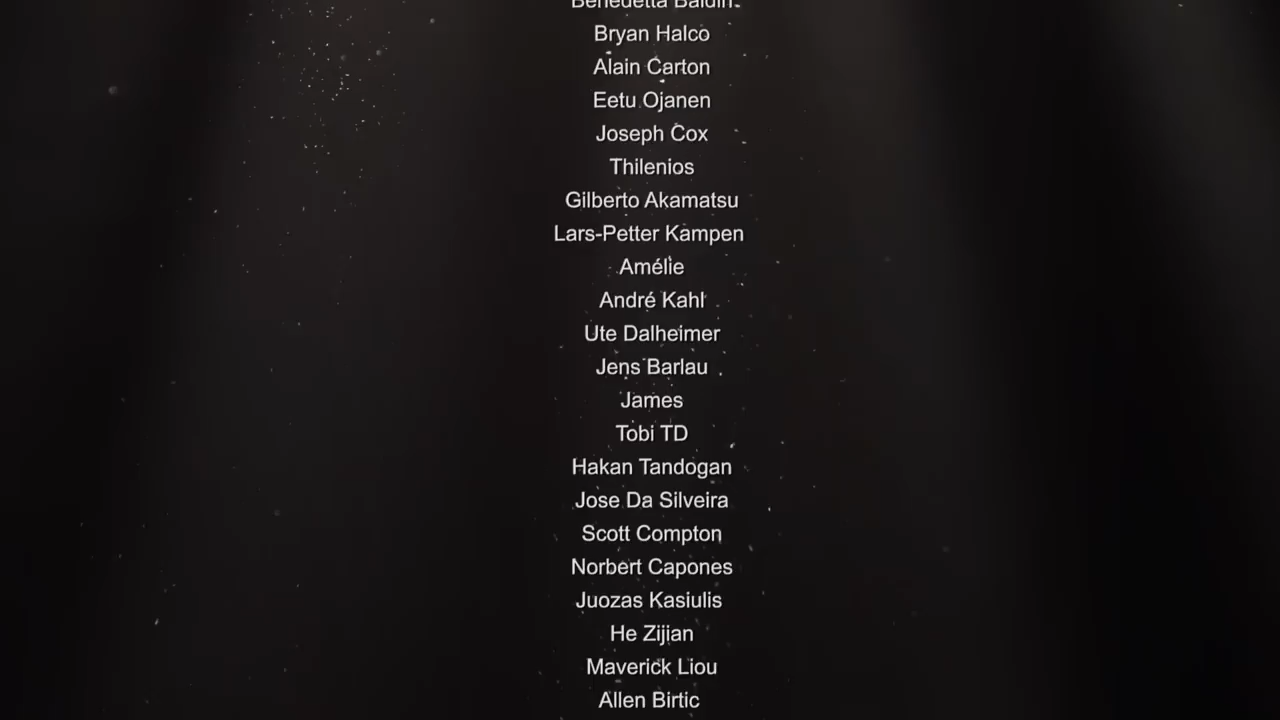 Benedetta Baldin
Bryan Halco
Alain Carton
Eetu Ojanen
Joseph Cox
Thilenios
Gilberto Akamatsu
Lars-Petter Kampen
Amélie
André Kahl
Ute Dalheimer
Jens Barlau
James
Tobi TD
Hakan Tandogan
Jose Da Silveira
Scott Compton
Norbert Capones
Juozas Kasiulis
He Zijian
Maverick Liou
Allen Birtic